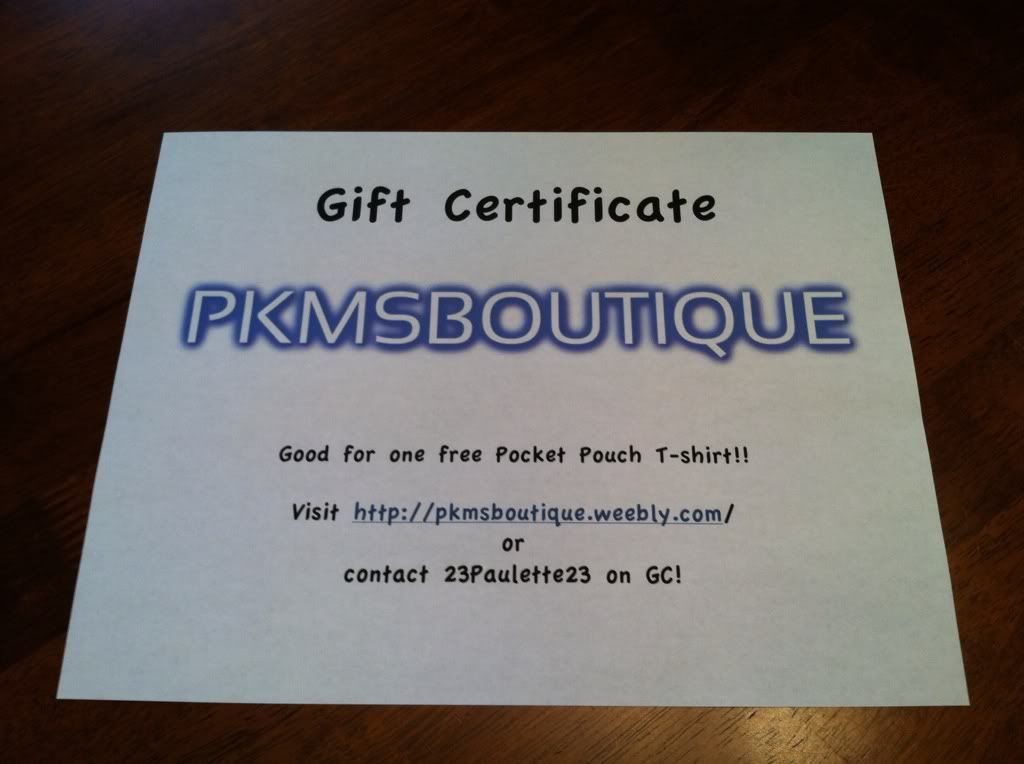 Gift Certificate
PKMSBOUTIQUE
Good for one free Pocket Pouch T-shirt!!
Visit http://pkmsboutique.weebly.com/
or
contact 23Paulette23 on GC!